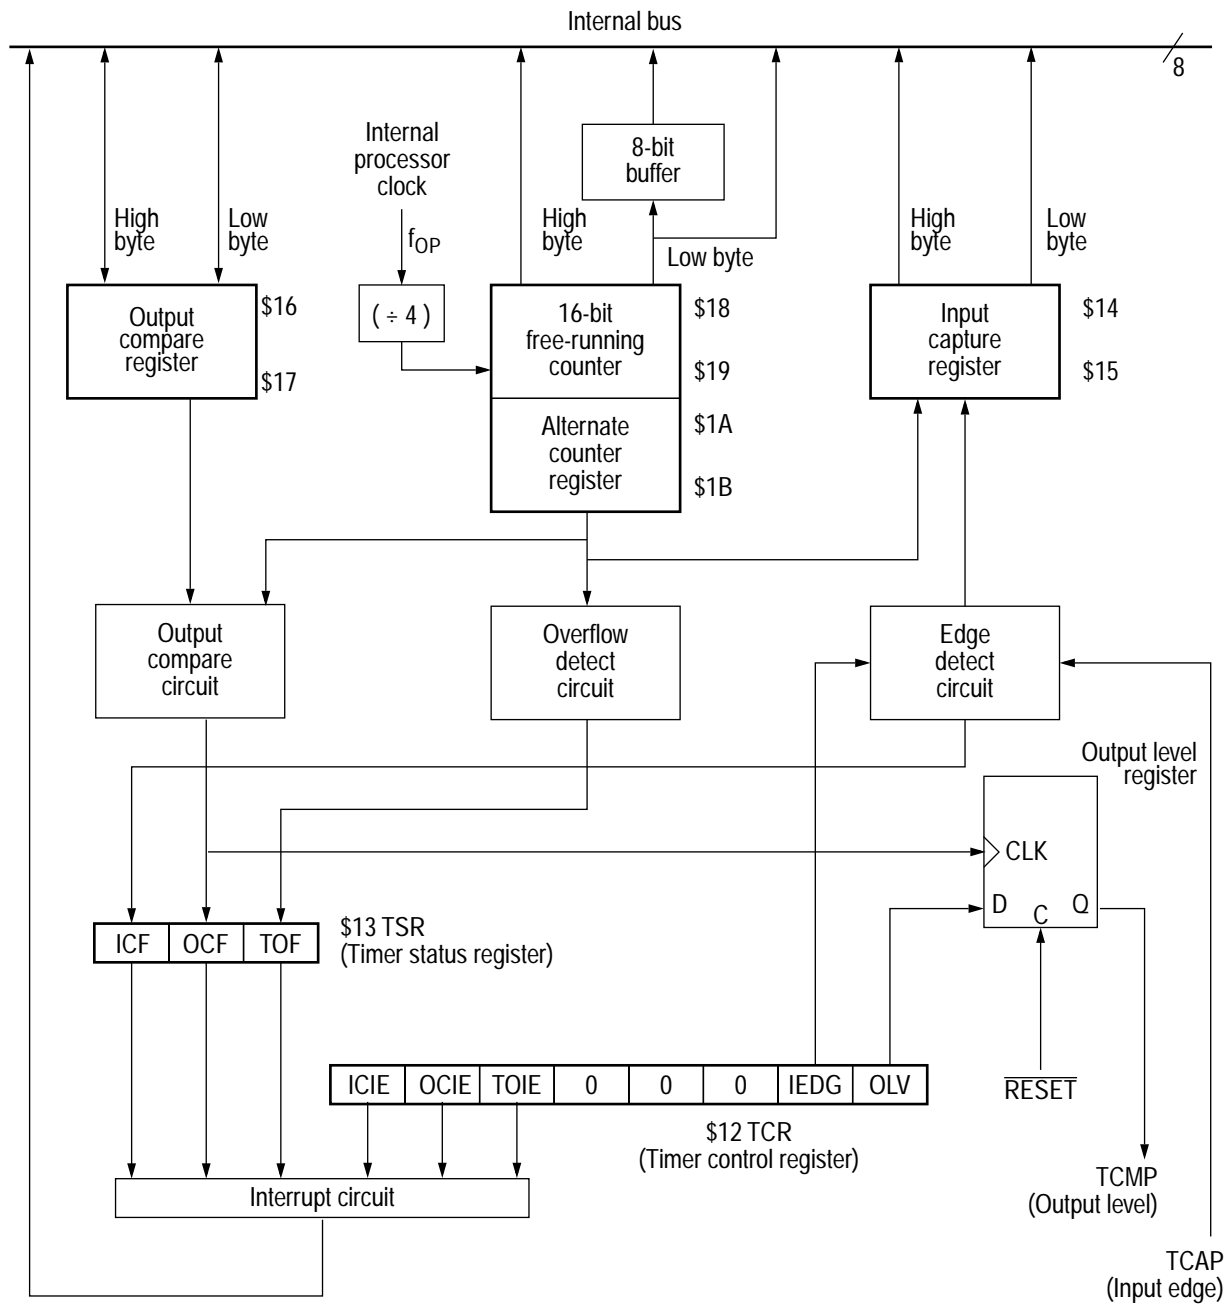 Internal bus
8
Internal
processor
clock
8-bit
buffer
High
byte
Low
byte
fOP
High
byte
Low byte
High
byte
Low
byte
Output
compare
register
$16
$17
( ÷ 4 )
16-bit
free-running
counter
$18
$19
Alternate
counter
register
$1A
$1B
Input
capture
register
$14
$15
Output
compare
circuit
Overflow
detect
circuit
Edge
detect
circuit
Output level
register
CLK
D
C
Q
ICF OCF TOF
$13 TSR
(Timer status register)
ICIE OCIE TOIE 0 0 0 IEDG OLV
$12 TCR
(Timer control register)
RESET
Interrupt circuit
TCMP
(Output level)
TCAP
(Input edge)